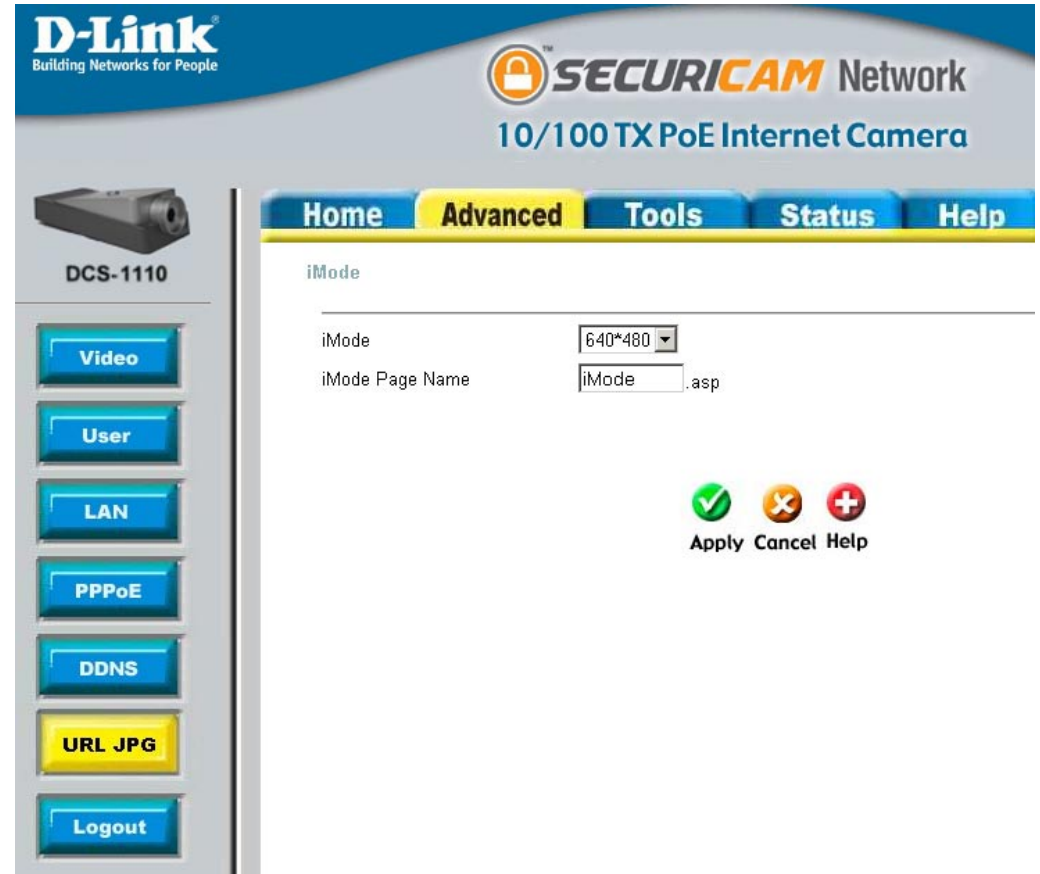 D-Link®
Building Networks for People
™SECURICAM Network
10/100 TX PoE Internet Camera
Home Advanced Tools Status Help
DCS-1110
iMode
iMode 640*480
iMode Page Name iMode .asp
Apply Cancel Help
Video
User
LAN
PPPoE
DDNS
URL JPG
Logout